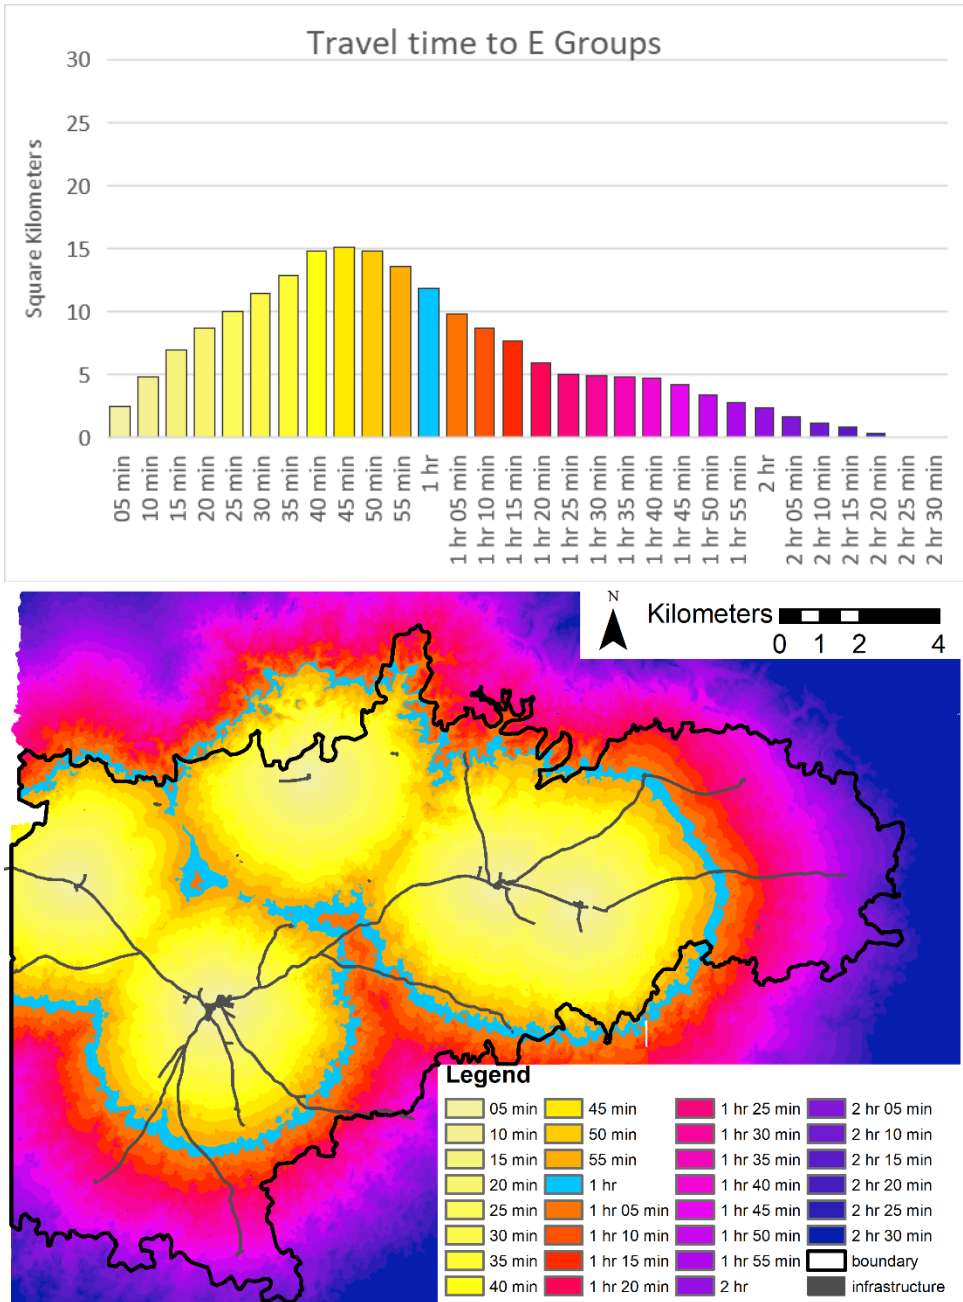 Travel time to E Groups
30
25
20
15
10
5
0
Square Kilometers
05 min
10 min
15 min
20 min
25 min
30 min
35 min
40 min
45 min
50 min
55 min
1 hr
1 hr 05 min
1 hr 10 min
1 hr 15 min
1 hr 20 min
1 hr 25 min
1 hr 30 min
1 hr 35 min
1 hr 40 min
1 hr 45 min
1 hr 50 min
1 hr 55 min
2 hr
2 hr 05 min
2 hr 10 min
2 hr 15 min
2 hr 20 min
2 hr 25 min
2 hr 30 min
N
Kilometers
0 1 2 4
Legend
05 min
10 min
15 min
20 min
25 min
30 min
35 min
40 min
45 min
50 min
55 min
1 hr
1 hr 05 min
1 hr 10 min
1 hr 15 min
1 hr 20 min
1 hr 25 min
1 hr 30 min
1 hr 35 min
1 hr 40 min
1 hr 45 min
1 hr 50 min
1 hr 55 min
2 hr
2 hr 05 min
2 hr 10 min
2 hr 15 min
2 hr 20 min
2 hr 25 min
2 hr 30 min
boundary
infrastructure